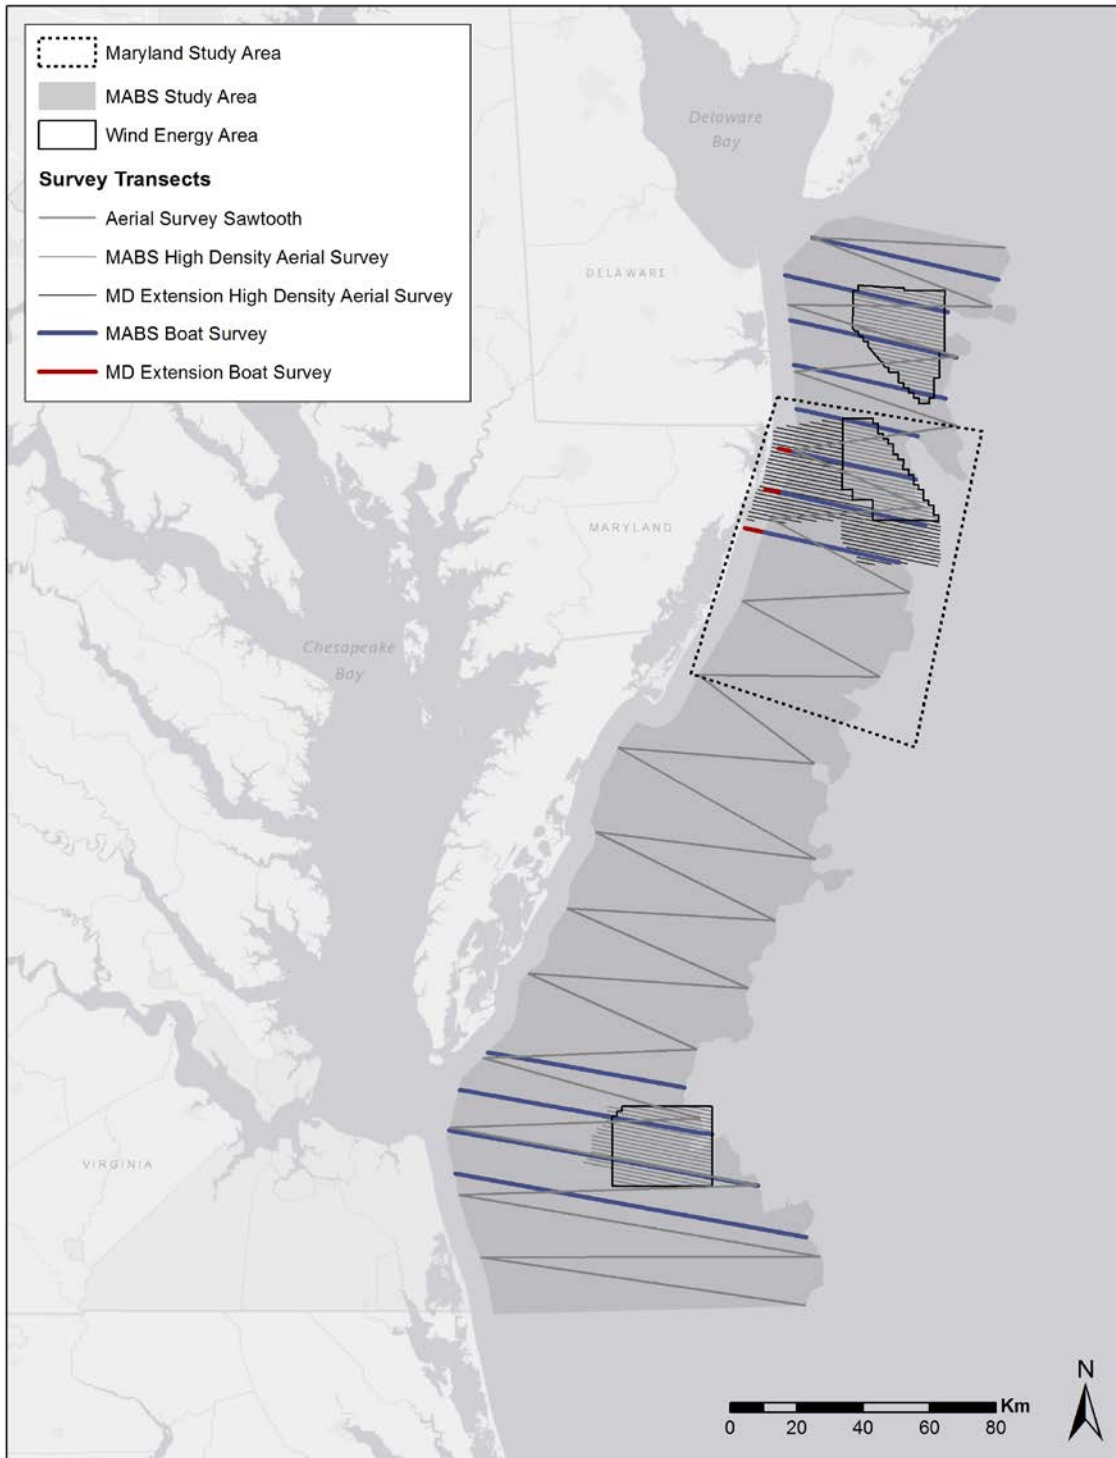 Maryland Study Area
MABS Study Area
Wind Energy Area
Survey Transects
Aerial Survey Sawtooth
MABS High Density Aerial Survey
MD Extension High Density Aerial Survey
MABS Boat Survey
MD Extension Boat Survey
Delaware
Bay
DELAWARE
MARYLAND
Chesapeake
Bay
VIRGINIA
N
Km
0 20 40 60 80